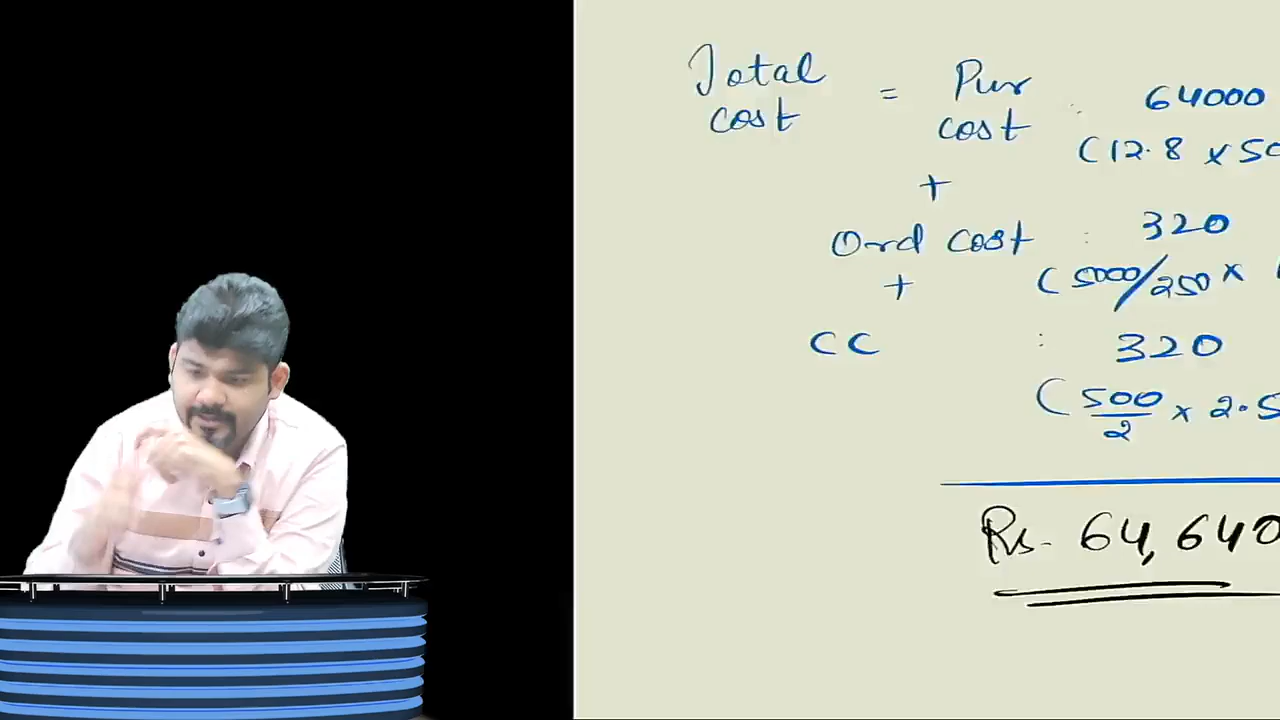 Total = Pur : 64000
cost cost (12.8 x 50
+
Ord cost : 320
+ (5000/250 x
CC : 320
(500/2 x 2.5
Rs. 64,640